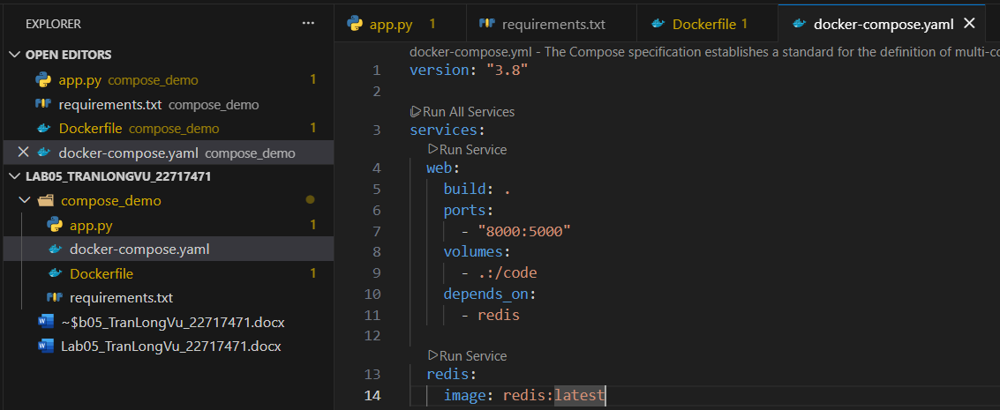 EXPLORER ...
OPEN EDITORS
app.py compose_demo 1
requirements.txt compose_demo
Dockerfile compose_demo 1
docker-compose.yaml compose_demo
LAB05_TRANLONGVU_22717471
compose_demo
app.py 1
docker-compose.yaml
Dockerfile 1
requirements.txt
~$b05_TranLongVu_22717471.docx
Lab05_TranLongVu_22717471.docx
app.py 1
requirements.txt
Dockerfile 1
docker-compose.yaml
docker-compose.yml - The Compose specification establishes a standard for the definition of
1 version: "3.8"
2
Run All Services
3 services:
Run Service
4 web:
5 build: .
6 ports:
7 - "8000:5000"
8 volumes:
9 - .:/code
10 depends_on:
11 - redis
12
Run Service
13 redis:
14 image: redis:latest